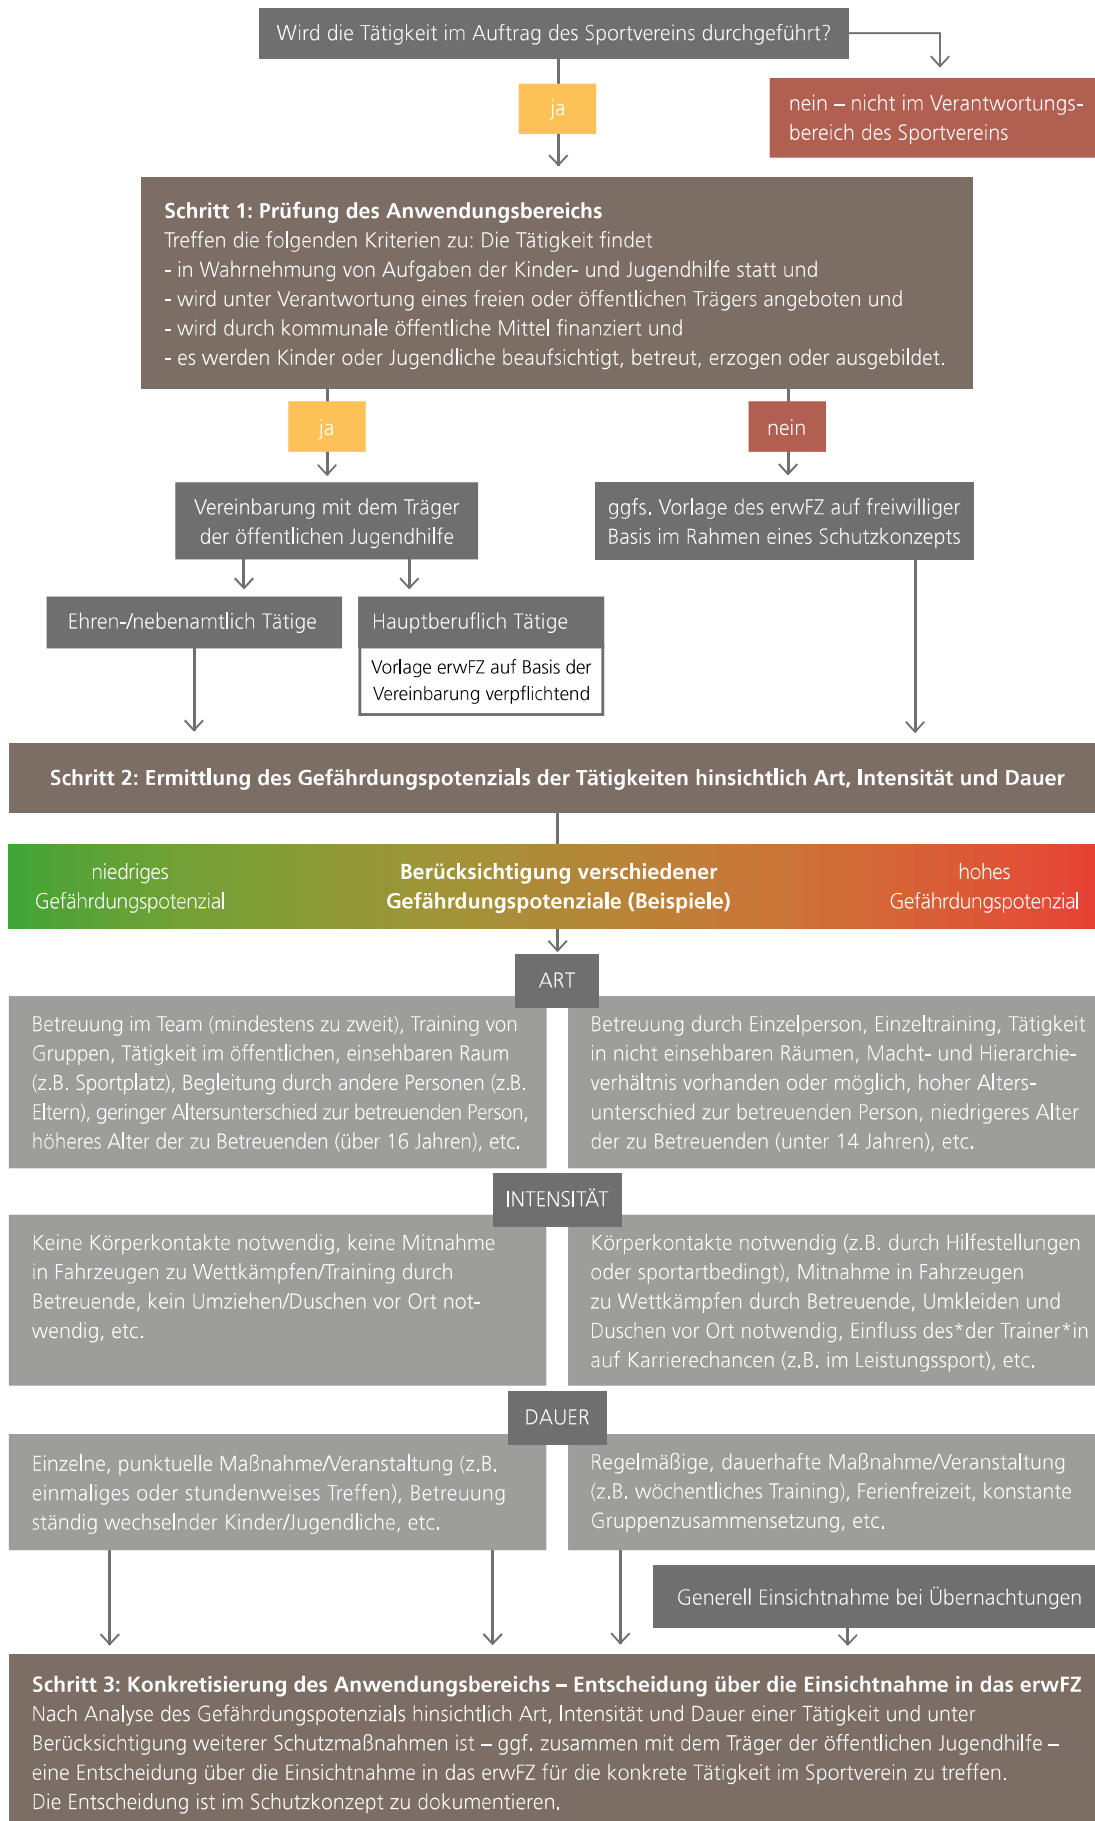 Wird die Tätigkeit im Auftrag des Sportvereins durchgeführt?
ja
nein – nicht im Verantwortungs-
bereich des Sportvereins
Schritt 1: Prüfung des Anwendungsbereichs
Treffen die folgenden Kriterien zu: Die Tätigkeit findet
- in Wahrnehmung von Aufgaben der Kinder- und Jugendhilfe statt und
- wird unter Verantwortung eines freien oder öffentlichen Trägers angeboten und
- wird durch kommunale öffentliche Mittel finanziert und
- es werden Kinder oder Jugendliche beaufsichtigt, betreut, erzogen oder ausgebildet.
ja
nein
Vereinbarung mit dem Träger
der öffentlichen Jugendhilfe
ggfs. Vorlage des erwFZ auf freiwilliger
Basis im Rahmen eines Schutzkonzepts
Ehren-/nebenamtlich Tätige
Hauptberuflich Tätige
Vorlage erwFZ auf Basis der
Vereinbarung verpflichtend
Schritt 2: Ermittlung des Gefährdungspotenzials der Tätigkeiten hinsichtlich Art, Intensität und Dauer
niedriges
Gefährdungspotenzial
Berücksichtigung verschiedener
Gefährdungspotenziale (Beispiele)
hohes
Gefährdungspotenzial
ART
Betreuung im Team (mindestens zu zweit), Training von
Gruppen, Tätigkeit im öffentlichen, einsehbaren Raum
(z.B. Sportplatz), Begleitung durch andere Personen (z.B.
Eltern), geringer Altersunterschied zur betreuenden Person,
höheres Alter der zu Betreuenden (über 16 Jahren), etc.
Betreuung durch Einzelperson, Einzeltraining, Tätigkeit
in nicht einsehbaren Räumen, Macht- und Hierarchie-
verhältnis vorhanden oder möglich, hoher Alters-
unterschied zur betreuenden Person, niedrigeres Alter
der zu Betreuenden (unter 14 Jahren), etc.
INTENSITÄT
Keine Körperkontakte notwendig, keine Mitnahme
in Fahrzeugen zu Wettkämpfen/Training durch
Betreuende, kein Umziehen/Duschen vor Ort not-
wendig, etc.
Körperkontakte notwendig (z.B. durch Hilfestellungen
oder sportartbedingt), Mitnahme in Fahrzeugen
zu Wettkämpfen durch Betreuende, Umkleiden und
Duschen vor Ort notwendig, Einfluss des*der Trainer*in
auf Karrierechancen (z.B. im Leistungssport), etc.
DAUER
Einzelne, punktuelle Maßnahme/Veranstaltung (z.B.
einmaliges oder stundenweises Treffen), Betreuung
ständig wechselnder Kinder/Jugendliche, etc.
Regelmäßige, dauerhafte Maßnahme/Veranstaltung
(z.B. wöchentliches Training), Ferienfreizeit, konstante
Gruppenzusammensetzung, etc.
Generell Einsichtnahme bei Übernachtungen
Schritt 3: Konkretisierung des Anwendungsbereichs – Entscheidung über die Einsichtnahme in das erwFZ
Nach Analyse des Gefährdungspotenzials hinsichtlich Art, Intensität und Dauer einer Tätigkeit und unter
Berücksichtigung weiterer Schutzmaßnahmen ist – ggf. zusammen mit dem Träger der öffentlichen Jugendhilfe –
eine Entscheidung über die Einsichtnahme in das erwFZ für die konkrete Tätigkeit im Sportverein zu treffen.
Die Entscheidung ist im Schutzkonzept zu dokumentieren.